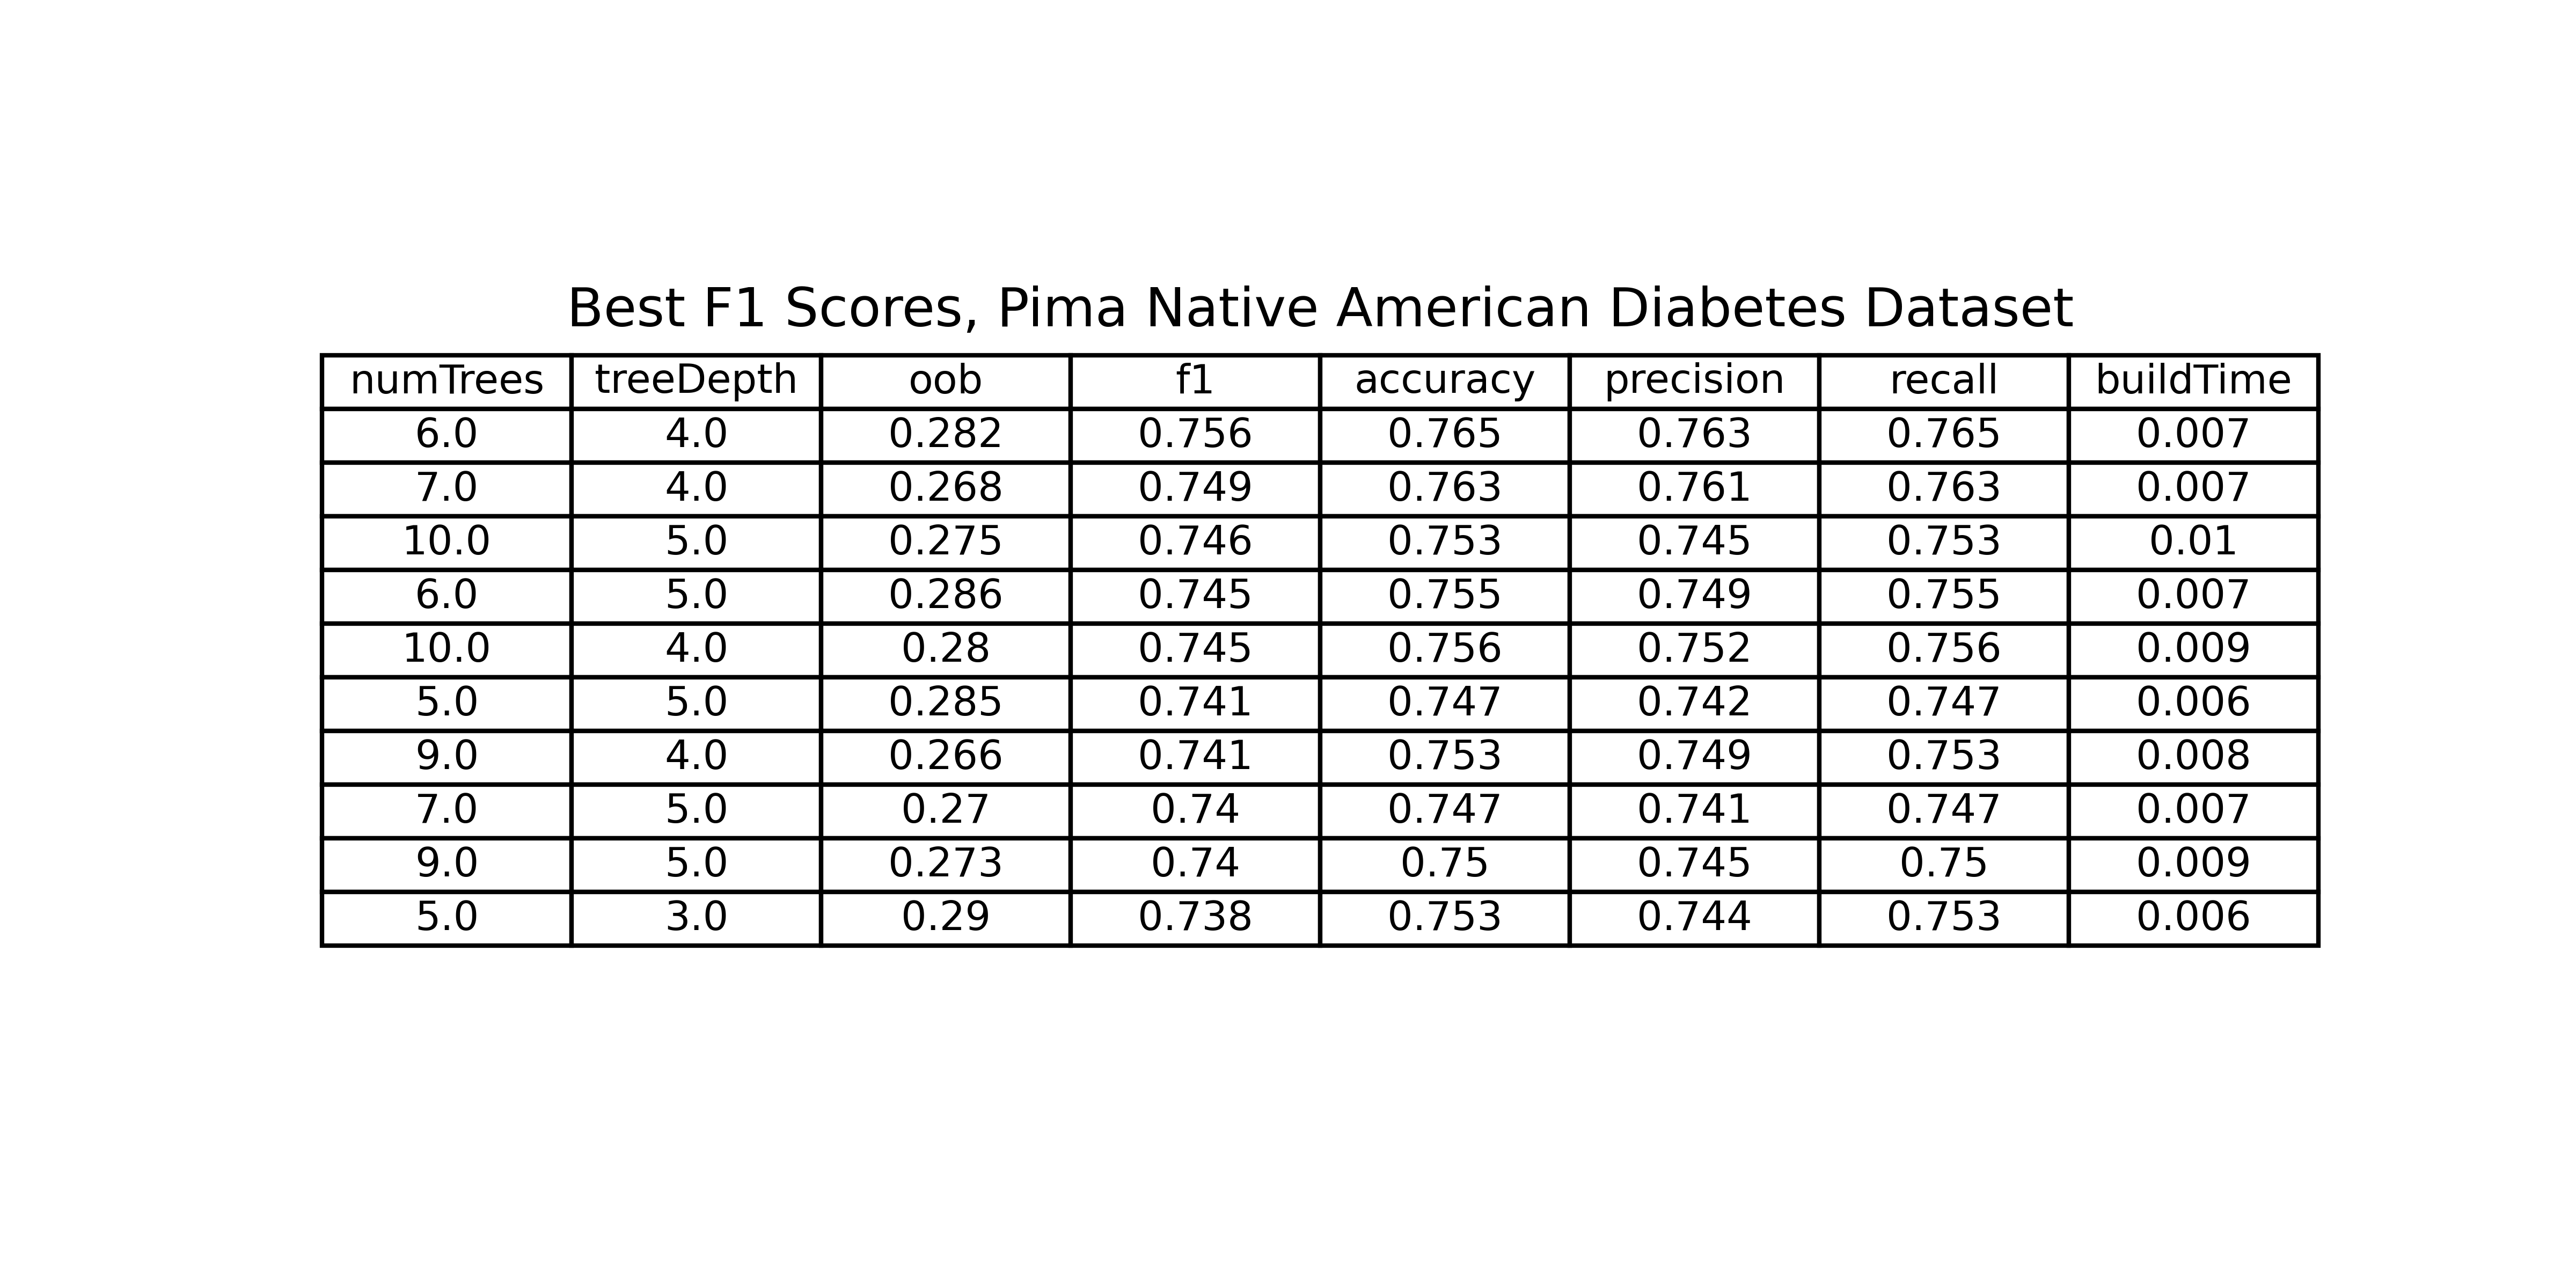 Best F1 Scores, Pima Native American Diabetes Dataset
numTrees treeDepth oob f1 accuracy precision recall buildTime
6.0 4.0 0.282 0.756 0.765 0.763 0.765 0.007
7.0 4.0 0.268 0.749 0.763 0.761 0.763 0.007
10.0 5.0 0.275 0.746 0.753 0.745 0.753 0.01
6.0 5.0 0.286 0.745 0.755 0.749 0.755 0.007
10.0 4.0 0.28 0.745 0.756 0.752 0.756 0.009
5.0 5.0 0.285 0.741 0.747 0.742 0.747 0.006
9.0 4.0 0.266 0.741 0.753 0.749 0.753 0.008
7.0 5.0 0.27 0.74 0.747 0.741 0.747 0.007
9.0 5.0 0.273 0.74 0.75 0.745 0.75 0.009
5.0 3.0 0.29 0.738 0.753 0.744 0.753 0.006